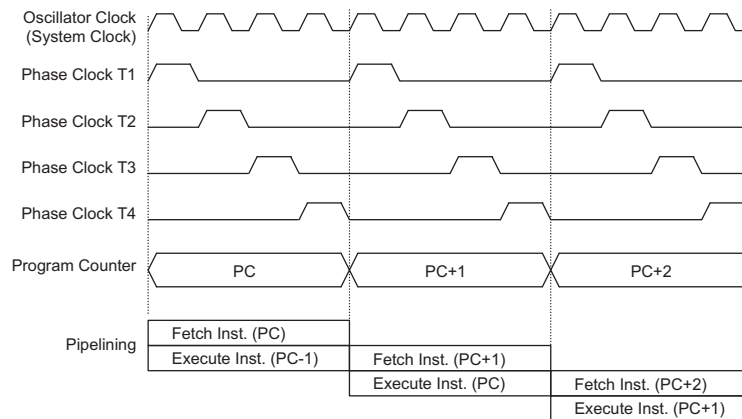 Oscillator Clock
(System Clock)
Phase Clock T1
Phase Clock T2
Phase Clock T3
Phase Clock T4
Program Counter
PC
PC+1
PC+2
Pipelining
Fetch Inst. (PC)
Execute Inst. (PC-1)
Fetch Inst. (PC+1)
Execute Inst. (PC)
Fetch Inst. (PC+2)
Execute Inst. (PC+1)